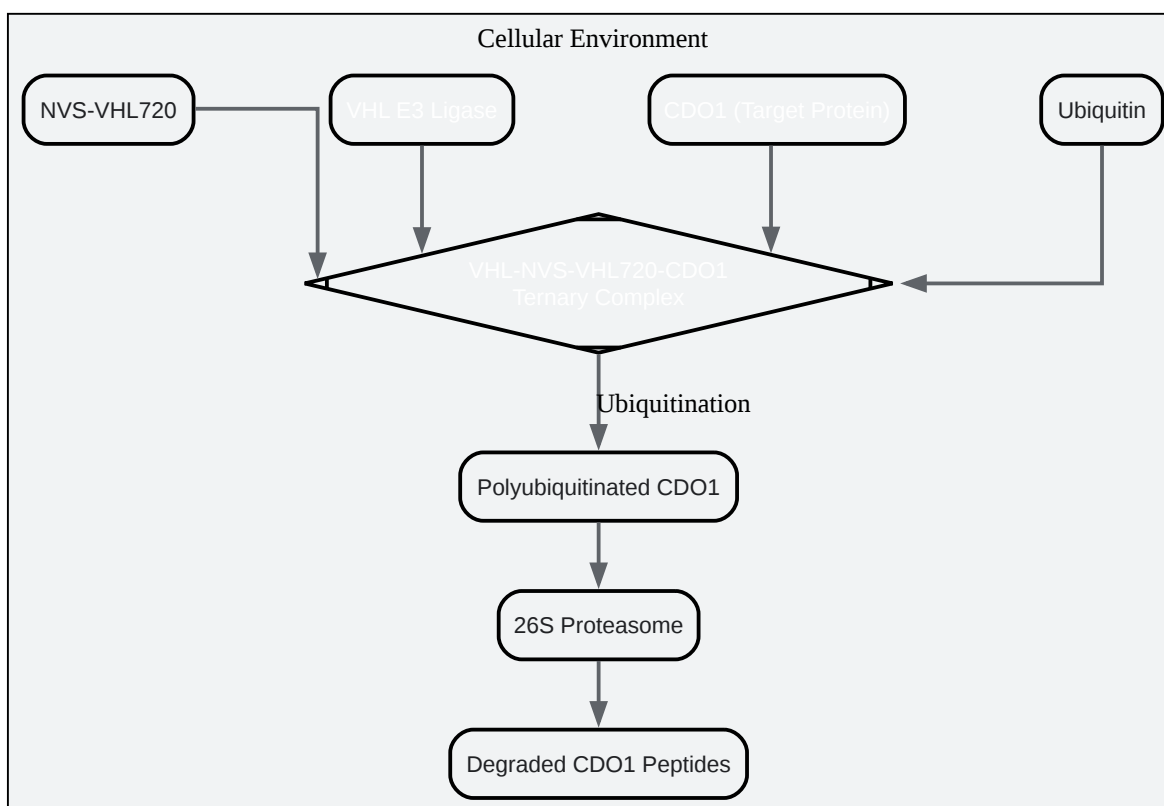 Cellular Environment
NVS-VHL720
VHL E3 Ligase
CDO1 (Target Protein)
Ubiquitin
VHL-NVS-VHL720-CDO1
Ternary Complex
Ubiquitination
Polyubiquitinated CDO1
26S Proteasome
Degraded CDO1 Peptides